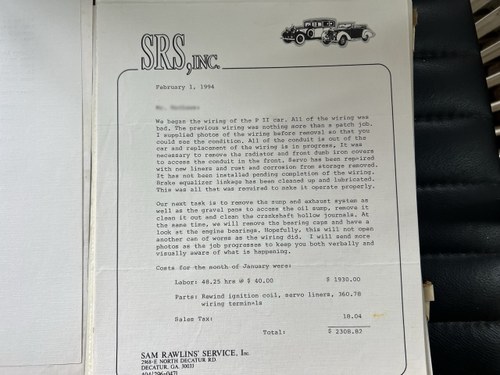 SRS, INC.
February 1, 1994
We began the wiring of the P II car. All of the wiring was
bad. The previous wiring was nothing more than a patch job.
I supplied photos of the wiring before removal so that you
could see the condition. All of the conduit is out of the
car and replacement of the wiring is in progress. It was
necessary to remove the radiator and front dumb iron covers
to access the conduit in the front. Servo has been repaired
with new liners and rust and corrosion from storage removed.
It has not been installed pending completion of the wiring.
Brake equalizer linkage has been cleaned up and lubricated.
This was all that was required to make it operate properly.
Our next task is to remove the sump and exhaust system as
well as the gravel pans to access the oil sump, remove it
clean it out and clean the crankshaft hollow journals. At
the same time, we will remove the bearing caps and have a
look at the engine bearings. Hopefully, this will not open
another can of worms as the wiring did. I will send more
photos as the job progresses to keep you both verbally and
visually aware of what is happening.
Costs for the month of January were:
Labor: 48.25 hrs @ $ 40.00 $ 1930.00
Parts: Rewind ignition coil, servo liners, 360.78
wiring terminals
Sales Tax: 18.04
Total: $ 2308.82
SAM RAWLINS' SERVICE, Inc.
2968-E NORTH DECATUR RD.
DECATUR, GA. 30033
404/296-0471